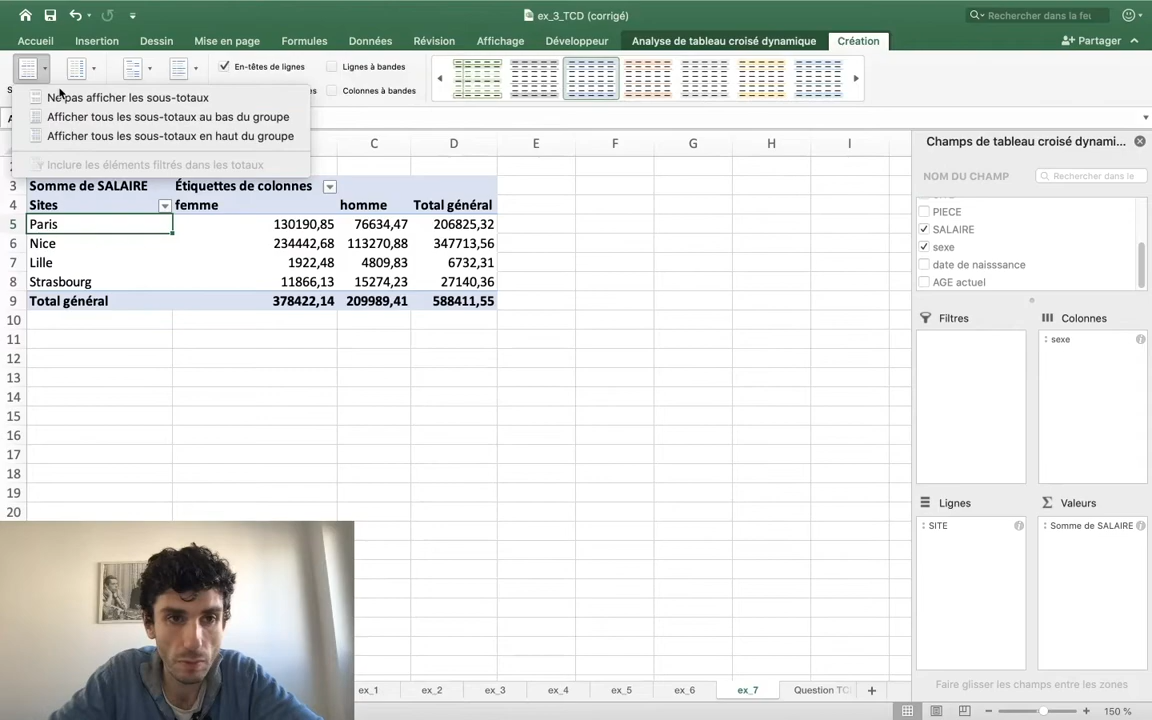 ex_3_TCD (corrigé)
Rechercher dans la feu
Accueil Insertion Dessin Mise en page Formules Données Révision Affichage Développeur Analyse de tableau croisé dynamique Création Partager
En-têtes de lignes Lignes à bandes
Colonnes à bandes
Ne pas afficher les sous-totaux
Afficher tous les sous-totaux au bas du groupe
Afficher tous les sous-totaux en haut du groupe
Inclure les éléments filtrés dans les totaux
C D E F G H I
3 Somme de SALAIRE Étiquettes de colonnes
4 Sites femme homme Total général
5 Paris 130190,85 76634,47 206825,32
6 Nice 234442,68 113270,88 347713,56
7 Lille 1922,48 4809,83 6732,31
8 Strasbourg 11866,13 15274,23 27140,36
9 Total général 378422,14 209989,41 588411,55
10
11
12
13
14
15
16
17
18
19
20
Champs de tableau croisé dynami...
NOM DU CHAMP Rechercher dans le
PIECE
SALAIRE
sexe
date de naisssance
AGE actuel
Filtres Colonnes
sexe
Lignes Valeurs
SITE Somme de SALAIRE
Faire glisser les champs entre les zones
ex_1 ex_2 ex_3 ex_4 ex_5 ex_6 ex_7 Question TC
150 %